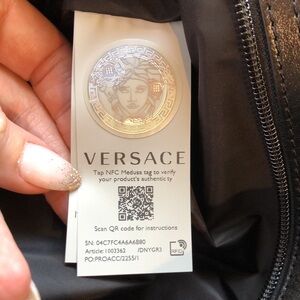 VERSACE
Tap NFC Medusa tag to verify
your product's authenticity
Scan QR code for instructions
SN: 04C7FC4A6A6B80
Article: 1003362 /DNYGR3
PO:PROACC/2255/1
NFC